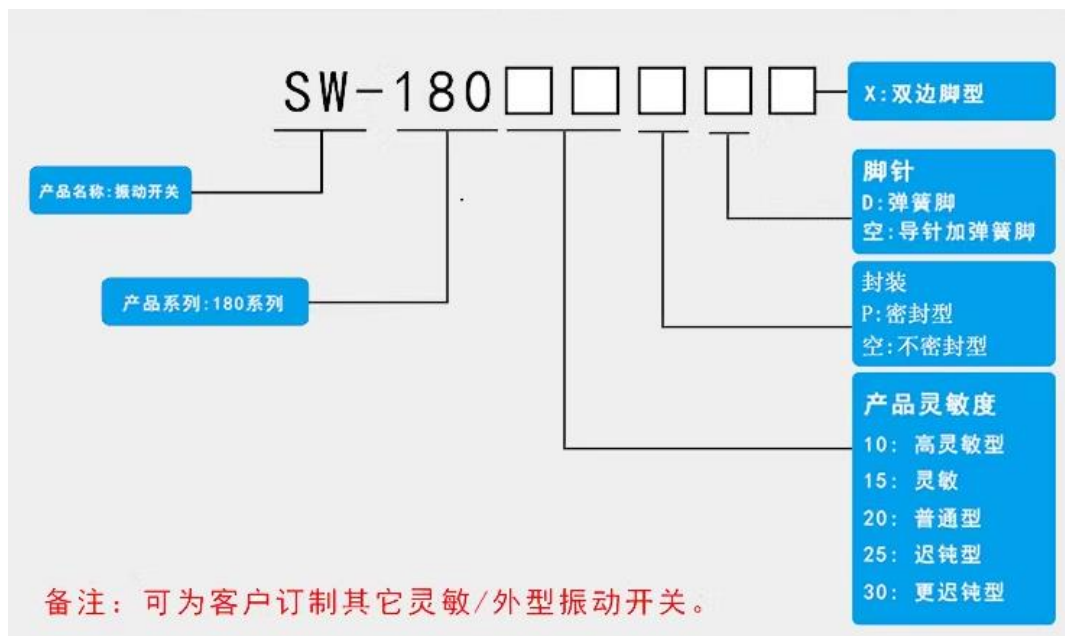 SW-180□□□□□
X:双边脚型
产品名称:振动开关
脚针
D:弹簧脚
空:导针加弹簧脚
产品系列:180系列
封装
P:密封型
空:不密封型
产品灵敏度
10: 高灵敏型
15: 灵敏
20: 普通型
25: 迟钝型
30: 更迟钝型
备注: 可为客户订制其它灵敏/外型振动开关。